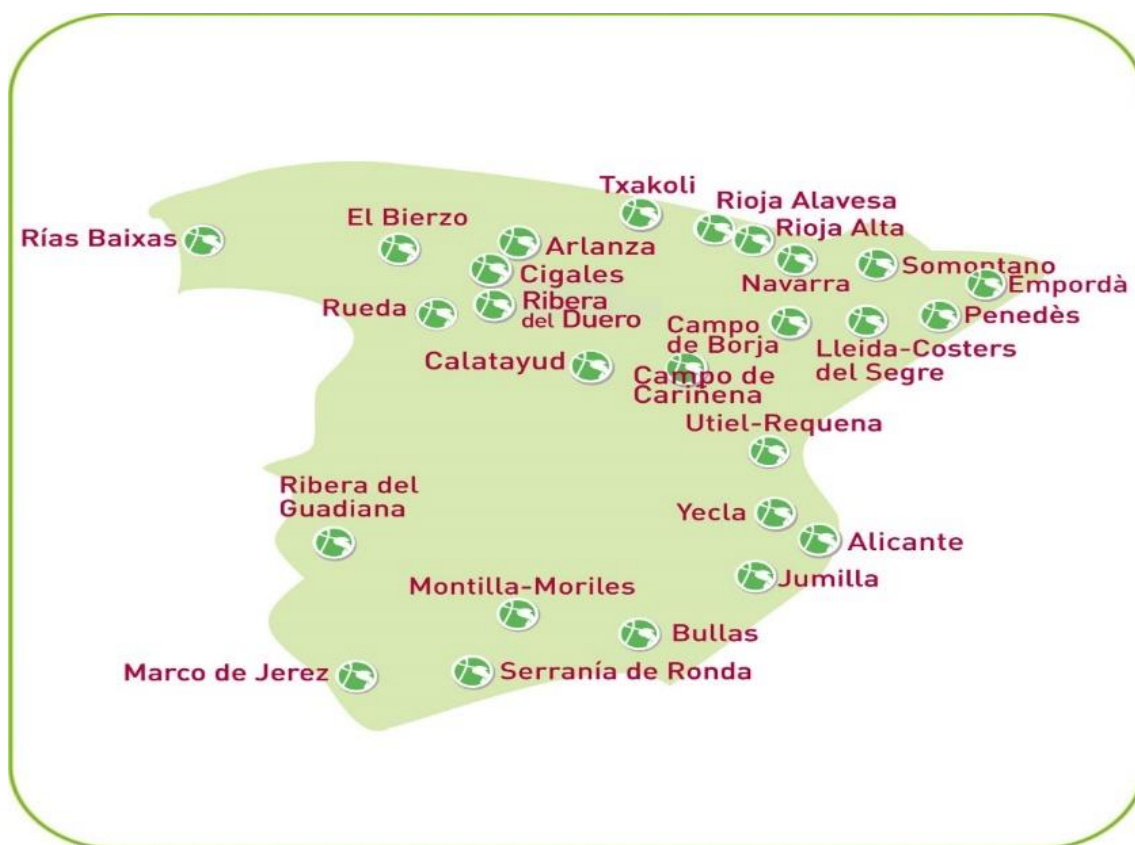 Txakoli
Rioja Alavesa
El Bierzo
Rioja Alta
Rías Baixas
Arlanza
Somontano
Cigales
Navarra
Empordà
Ribera
del Duero
Rueda
Penedès
Campo
de Borja
Lleida-Costers
del Segre
Calatayud
Campo de
Cariñena
Utiel-Requena
Ribera del
Guadiana
Yecla
Alicante
Jumilla
Montilla-Moriles
Bullas
Marco de Jerez
Serranía de Ronda